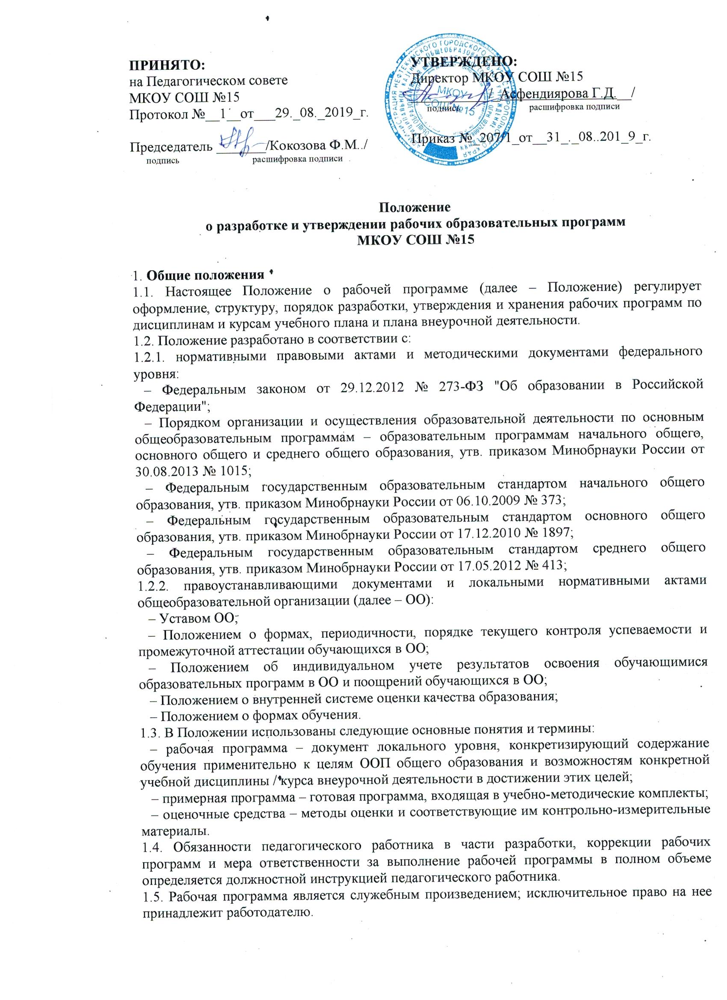 ПРИНЯТО:
на Педагогическом совете
МКОУ СОШ №15
Протокол №__1__от___29._08._2019_г.
Председатель _______/Кокозова Ф.М../
подпись расшифровка подписи
УТВЕРЖДЕНО:
Директор МКОУ СОШ №15
/_Асфендиярова Г.Д.__/
подпись расшифровка подписи
Приказ №_207/1_от__31_._08..201_9_г.
МКОУ
СОШ №15
Положение
о разработке и утверждении рабочих образовательных программ
МКОУ СОШ №15
1. Общие положения
1.1. Настоящее Положение о рабочей программе (далее – Положение) регулирует
оформление, структуру, порядок разработки, утверждения и хранения рабочих программ по
дисциплинам и курсам учебного плана и плана внеурочной деятельности.
1.2. Положение разработано в соответствии с:
1.2.1. нормативными правовыми актами и методическими документами федерального
уровня:
– Федеральным законом от 29.12.2012 № 273-ФЗ "Об образовании в Российской
Федерации";
– Порядком организации и осуществления образовательной деятельности по основным
общеобразовательным программам – образовательным программам начального общего,
основного общего и среднего общего образования, утв. приказом Минобрнауки России от
30.08.2013 № 1015;
– Федеральным государственным образовательным стандартом начального общего
образования, утв. приказом Минобрнауки России от 06.10.2009 № 373;
– Федеральным государственным образовательным стандартом основного общего
образования, утв. приказом Минобрнауки России от 17.12.2010 № 1897;
– Федеральным государственным образовательным стандартом среднего общего
образования, утв. приказом Минобрнауки России от 17.05.2012 № 413;
1.2.2. правоустанавливающими документами и локальными нормативными актами
общеобразовательной организации (далее – ОО):
– Уставом ОО;
– Положением о формах, периодичности, порядке текущего контроля успеваемости и
промежуточной аттестации обучающихся в ОО;
– Положением об индивидуальном учете результатов освоения обучающимися
образовательных программ в ОО и поощрений обучающихся в ОО;
– Положением о внутренней системе оценки качества образования;
– Положением о формах обучения.
1.3. В Положении использованы следующие основные понятия и термины:
– рабочая программа – документ локального уровня, конкретизирующий содержание
обучения применительно к целям ООП общего образования и возможностям конкретной
учебной дисциплины / курса внеурочной деятельности в достижении этих целей;
– примерная программа – готовая программа, входящая в учебно-методические комплекты;
– оценочные средства – методы оценки и соответствующие им контрольно-измерительные
материалы.
1.4. Обязанности педагогического работника в части разработки, коррекции рабочих
программ и мера ответственности за выполнение рабочей программы в полном объеме
определяется должностной инструкцией педагогического работника.
1.5. Рабочая программа является служебным произведением; исключительное право на нее
принадлежит работодателю.